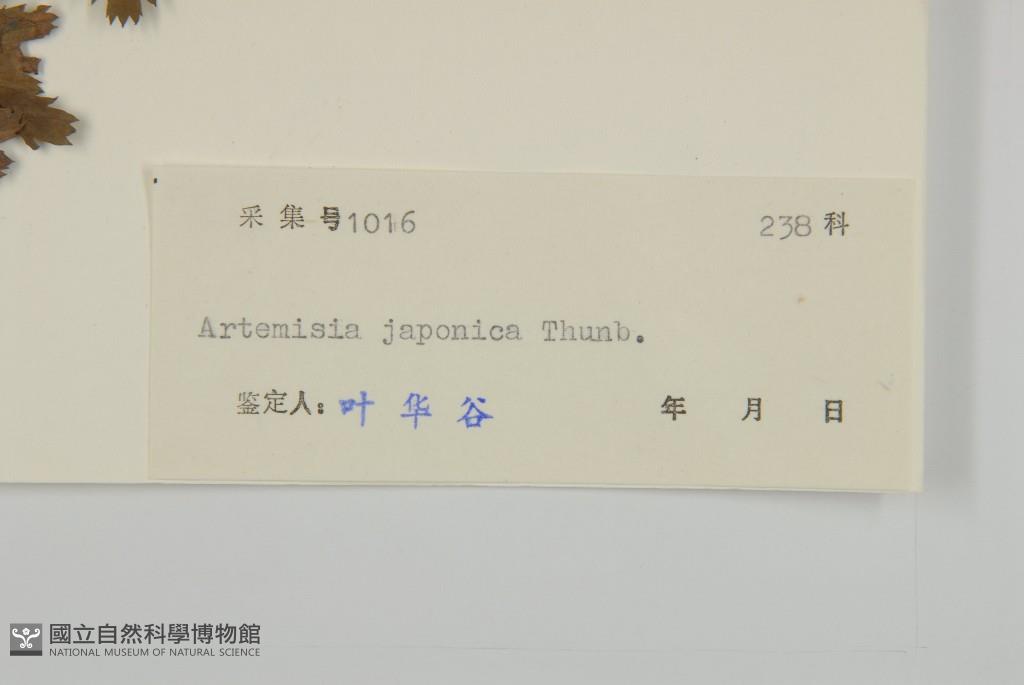 采集号1016 238科
Artemisia japonica Thunb.
鉴定人：叶华谷 年 月 日
國立自然科學博物館
NATIONAL MUSEUM OF NATURAL SCIENCE